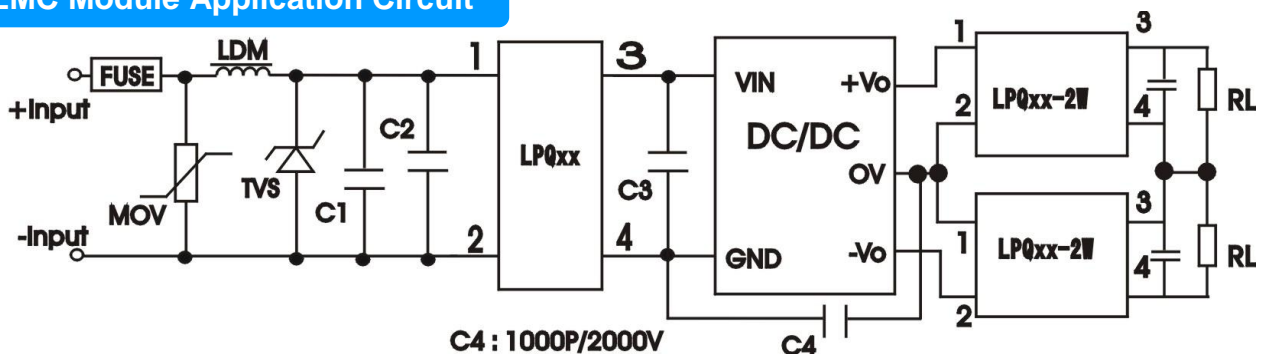 EMC Module Application Circuit
LDM
FUSE
+Input
MOV
-Input
TVS
C1
C2
1
2
LPQxx
3
4
C3
VIN
+Vo
DC/DC
OV
GND
-Vo
C4 : 1000P/2000V
C4
1
2
LPQxx-2W
3
4
RL
1
2
LPQxx-2W
3
4
RL